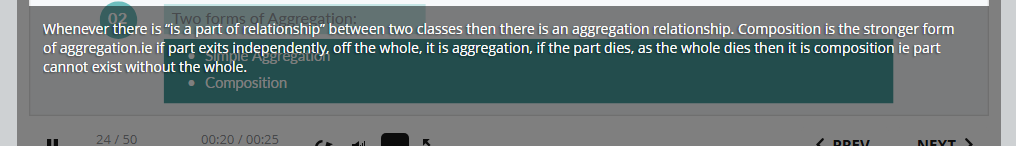 02
Two forms of Aggregation:
Whenever there is “is a part of relationship” between two classes then there is an aggregation relationship. Composition is the stronger form
of aggregation.ie if part exits independently, off the whole, it is aggregation, if the part dies, as the whole dies then it is composition ie part
• Simple Aggregation
cannot exist without the whole.
• Composition
24 / 50
00:20 / 00:25
PREV
NEXT